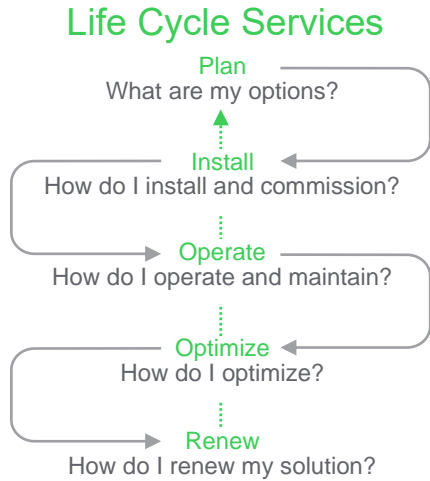 Life Cycle Services
Plan
What are my options?
Install
How do I install and commission?
Operate
How do I operate and maintain?
Optimize
How do I optimize?
Renew
How do I renew my solution?